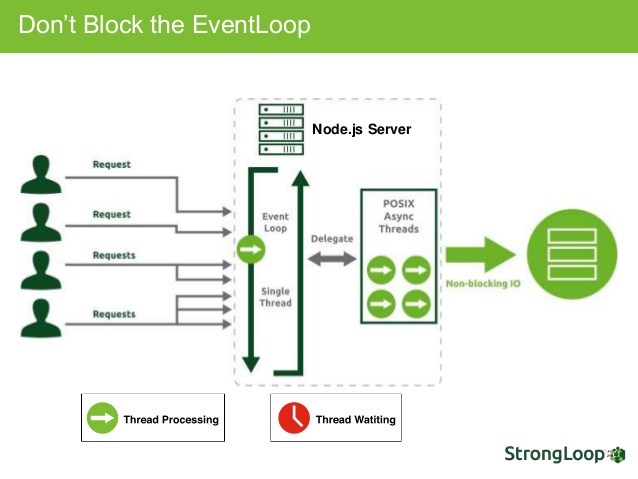 Don't Block the EventLoop
Node.js Server
Request
Request
Requests
Requests
Event
Loop
Single
Thread
Delegate
POSIX
Async
Threads
Non-blocking IO
Thread Processing
Thread Watiting
StrongLoop